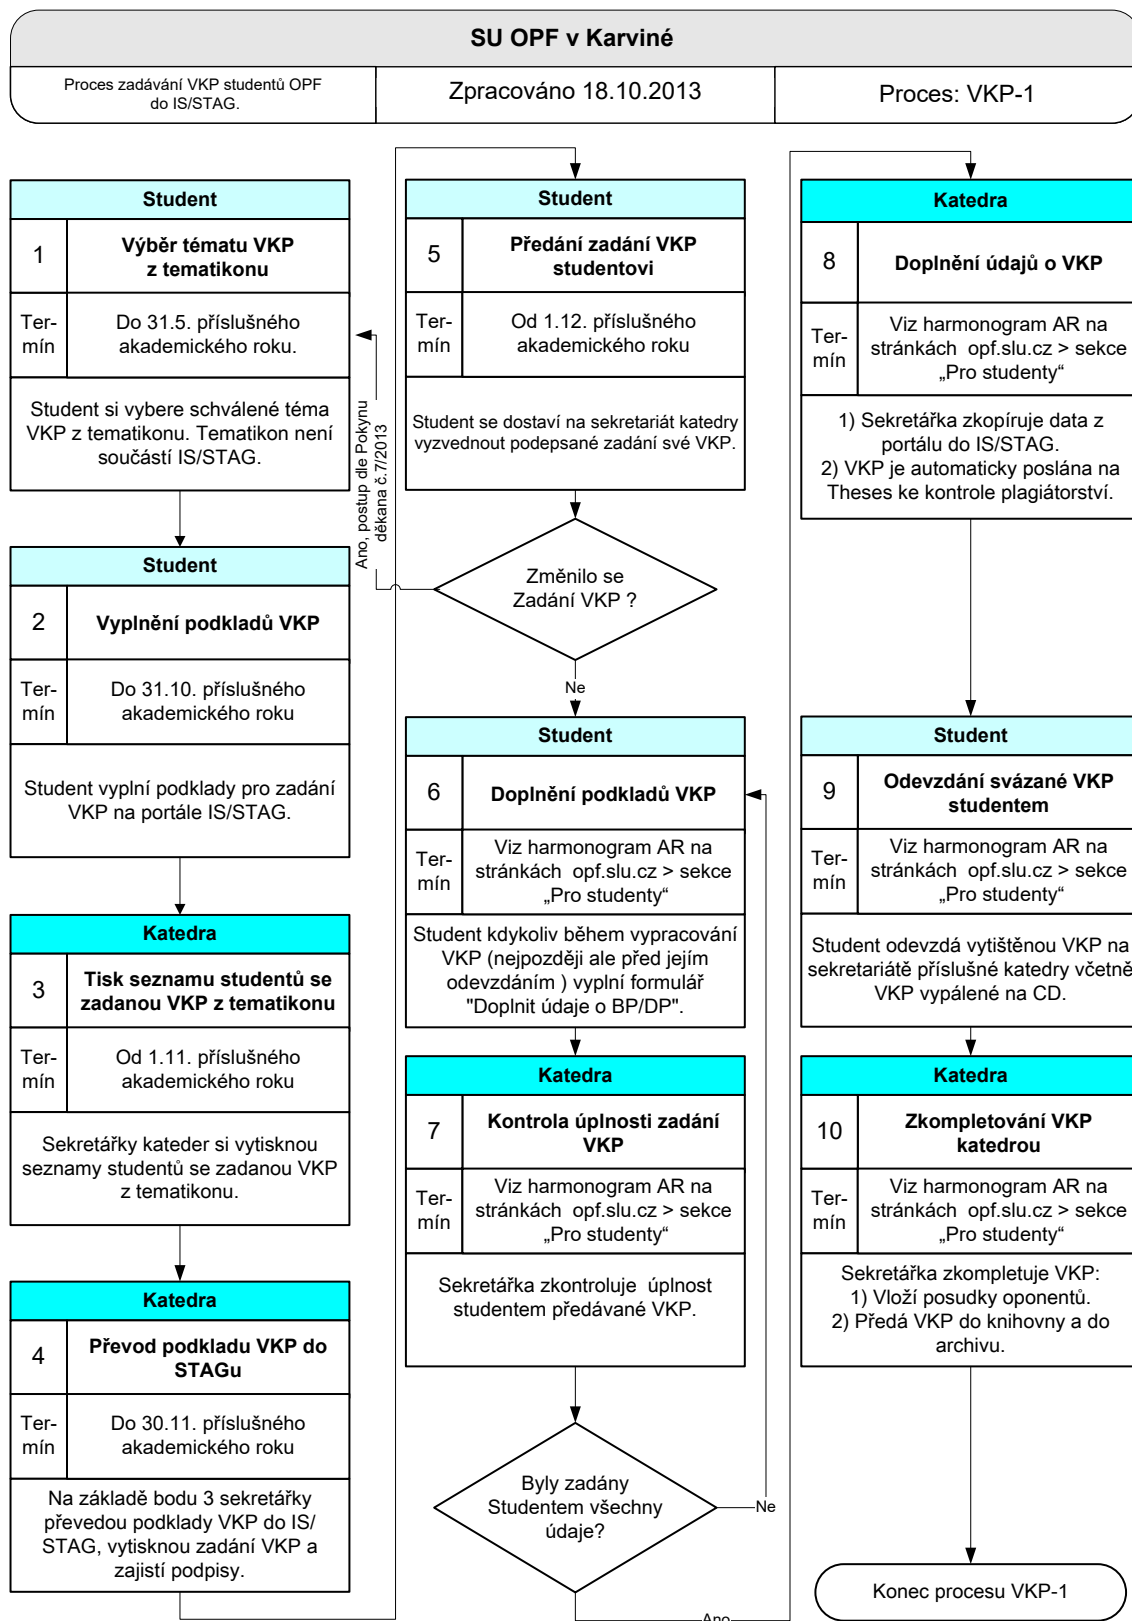 SU OPF v Karviné
Proces zadávání VKP studentů OPF
do IS/STAG.
Zpracováno 18.10.2013
Proces: VKP-1
Student
1
Výběr tématu VKP
z tematikonu
Ter-
mín
Do 31.5. příslušného
akademického roku.
Student si vybere schválené téma
VKP z tematikonu. Tematikon není
součástí IS/STAG.
Student
2
Vyplnění podkladů VKP
Ter-
mín
Do 31.10. příslušného
akademického roku
Student vyplní podklady pro zadání
VKP na portále IS/STAG.
Katedra
3
Tisk seznamu studentů se
zadanou VKP z tematikonu
Ter-
mín
Od 1.11. příslušného
akademického roku
Sekretářky kateder si vytisknou
seznamy studentů se zadanou VKP
z tematikonu.
Katedra
4
Převod podkladu VKP do
STAGu
Ter-
mín
Do 30.11. příslušného
akademického roku
Na základě bodu 3 sekretářky
převedou podklady VKP do IS/
STAG, vytisknou zadání VKP a
zajistí podpisy.
Student
5
Předání zadání VKP
studentovi
Ter-
mín
Od 1.12. příslušného
akademického roku
Student se dostaví na sekretariát katedry
vyzvednout podepsané zadání své VKP.
Změnilo se
Zadání VKP ?
Ano, postup dle Pokynu
děkana č.7/2013
Ne
Student
6
Doplnění podkladů VKP
Ter-
mín
Viz harmonogram AR na
stránkách opf.slu.cz > sekce
„Pro studenty“
Student kdykoliv během vypracování
VKP (nejpozději ale před jejím
odevzdáním ) vyplní formulář
"Doplnit údaje o BP/DP".
Katedra
7
Kontrola úplnosti zadání
VKP
Ter-
mín
Viz harmonogram AR na
stránkách opf.slu.cz > sekce
„Pro studenty“
Sekretářka zkontroluje úplnost
studentem předávané VKP.
Byly zadány
Studentem všechny
údaje?
Ne
Ano
Katedra
8
Doplnění údajů o VKP
Ter-
mín
Viz harmonogram AR na
stránkách opf.slu.cz > sekce
„Pro studenty“
1) Sekretářka zkopíruje data z
portálu do IS/STAG.
2) VKP je automaticky poslána na
Theses ke kontrole plagiátorství.
Student
9
Odevzdání svázané VKP
studentem
Ter-
mín
Viz harmonogram AR na
stránkách opf.slu.cz > sekce
„Pro studenty“
Student odevzdá vytištěnou VKP na
sekretariátě příslušné katedry včetně
VKP vypálené na CD.
Katedra
10
Zkompletování VKP
katedrou
Ter-
mín
Viz harmonogram AR na
stránkách opf.slu.cz > sekce
„Pro studenty“
Sekretářka zkompletuje VKP:
1) Vloží posudky oponentů.
2) Předá VKP do knihovny a do
archivu.
Konec procesu VKP-1